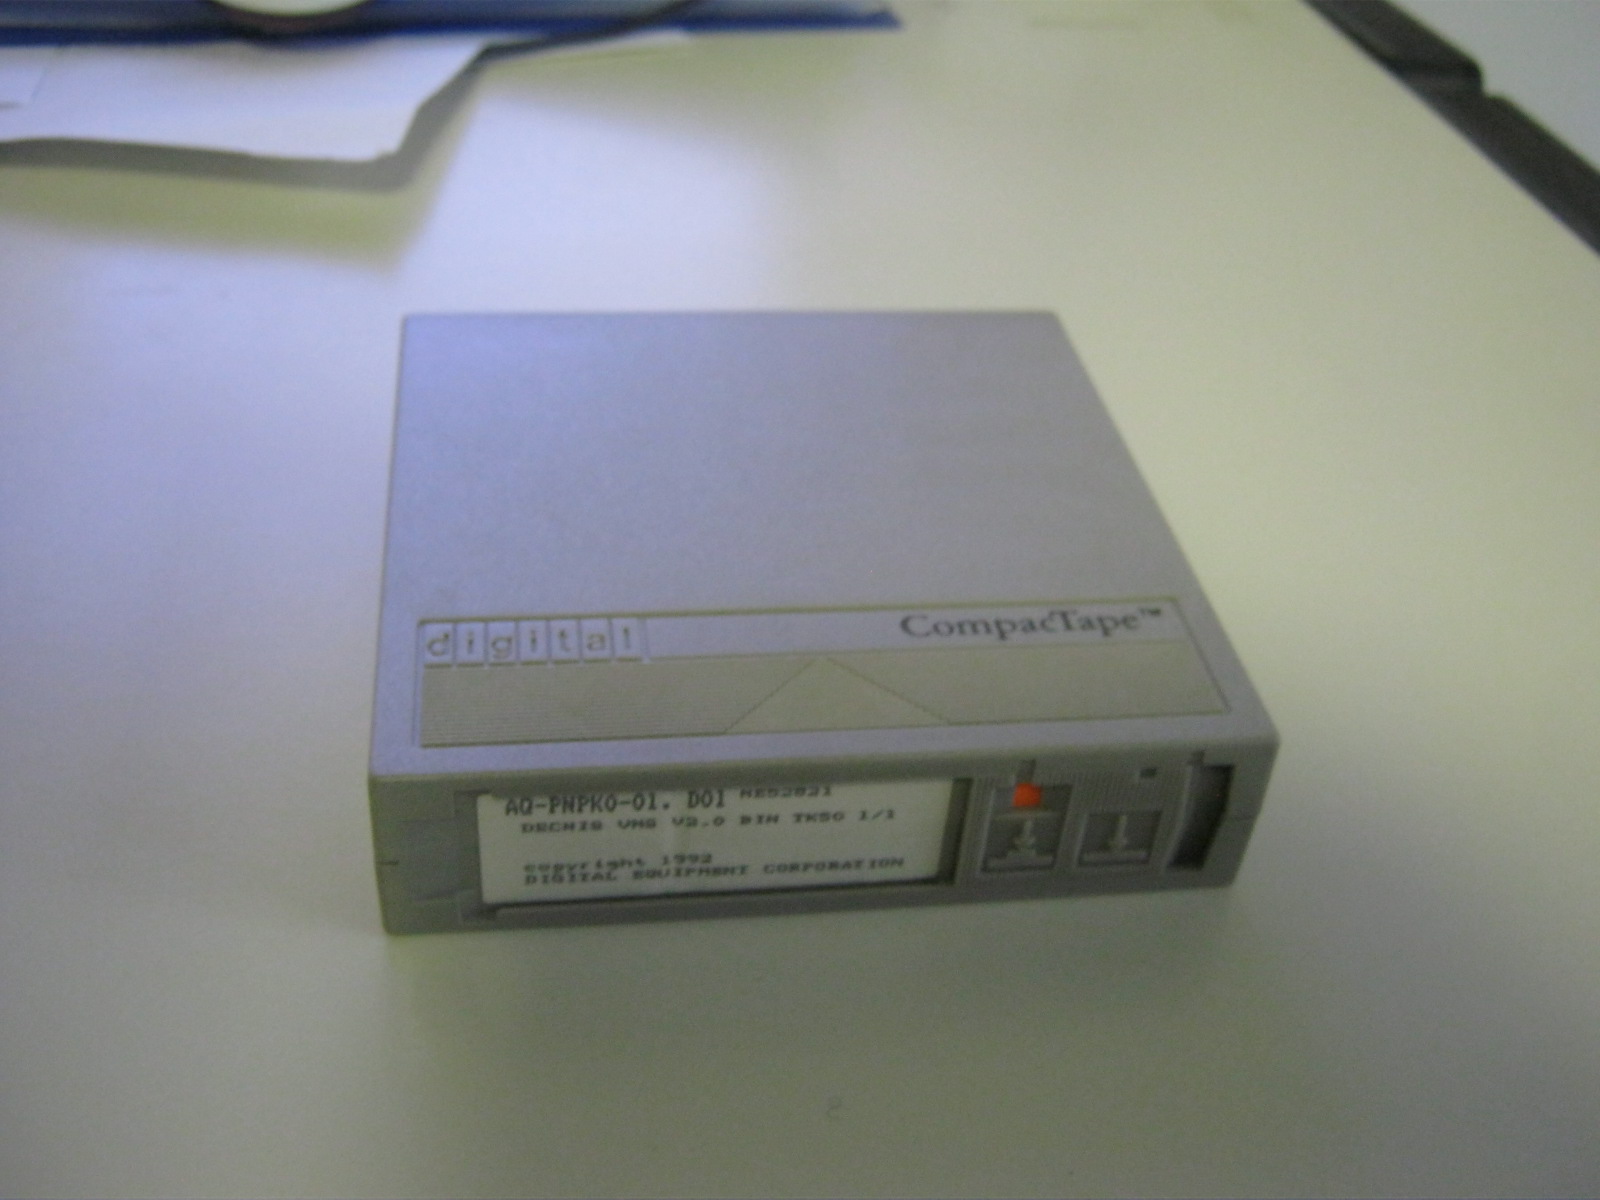 digital
CompacTape™
AQ-PNPK0-01. D01
DECNIS VMS V2.0 BIN TK50 1/1
copyright 1992
DIGITAL EQUIPMENT CORPORATION